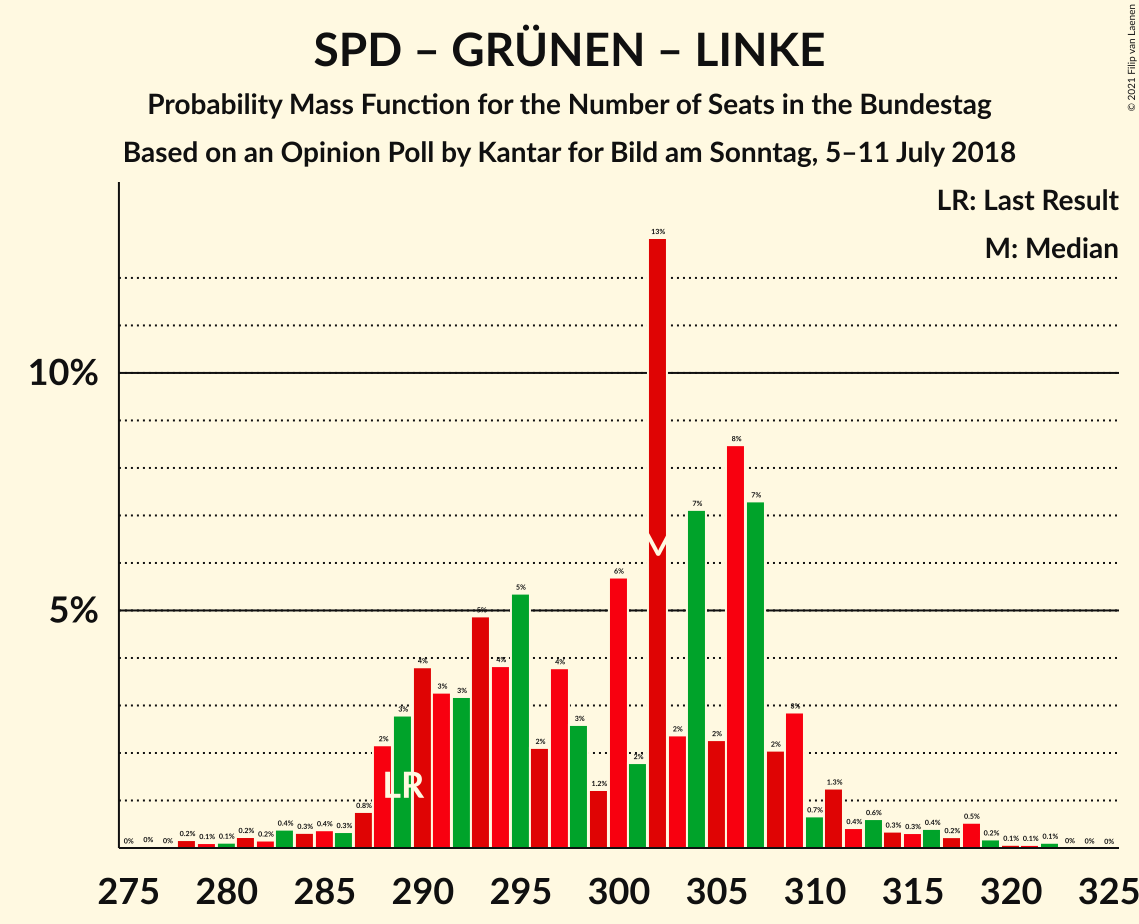 SPD – GRÜNEN – LINKE
Probability Mass Function for the Number of Seats in the Bundestag
Based on an Opinion Poll by Kantar for Bild am Sonntag, 5–11 July 2018
© 2021 Filip van Laenen
LR: Last Result
M: Median
10%
5%
0% 0% 0% 0.2% 0.1% 0.1% 0.2% 0.2% 0.4% 0.3% 0.4% 0.3% 0.8% 2% 3% 4% 3% 3% 5% 4% 5% 2% 4% 3% 1.2% 6% 2% 13% 2% 7% 2% 8% 7% 2% 3% 0.7% 1.3% 0.4% 0.6% 0.3% 0.3% 0.4% 0.2% 0.5% 0.2% 0.1% 0.1% 0.1% 0% 0% 0%
LR
M
275 280 285 290 295 300 305 310 315 320 325